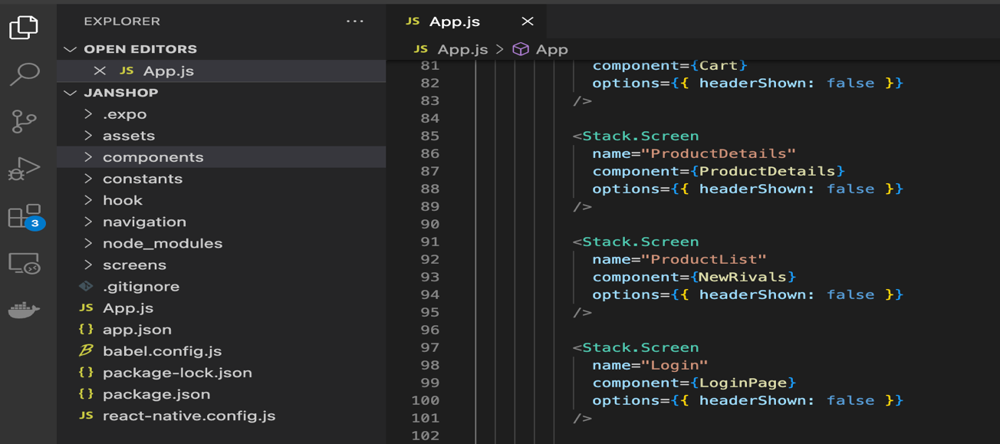 EXPLORER
OPEN EDITORS
JS App.js
JANSHOP
.expo
assets
components
constants
hook
navigation
node_modules
screens
.gitignore
JS App.js
{} app.json
babel.config.js
{} package-lock.json
{} package.json
JS react-native.config.js
3
JS App.js
JS App.js > App
81 component={Cart}
82 options={{ headerShown: false }}
83 />
84
85 <Stack.Screen
86 name="ProductDetails"
87 component={ProductDetails}
88 options={{ headerShown: false }}
89 />
90
91 <Stack.Screen
92 name="ProductList"
93 component={NewRivals}
94 options={{ headerShown: false }}
95 />
96
97 <Stack.Screen
98 name="Login"
99 component={LoginPage}
100 options={{ headerShown: false }}
101 />
102